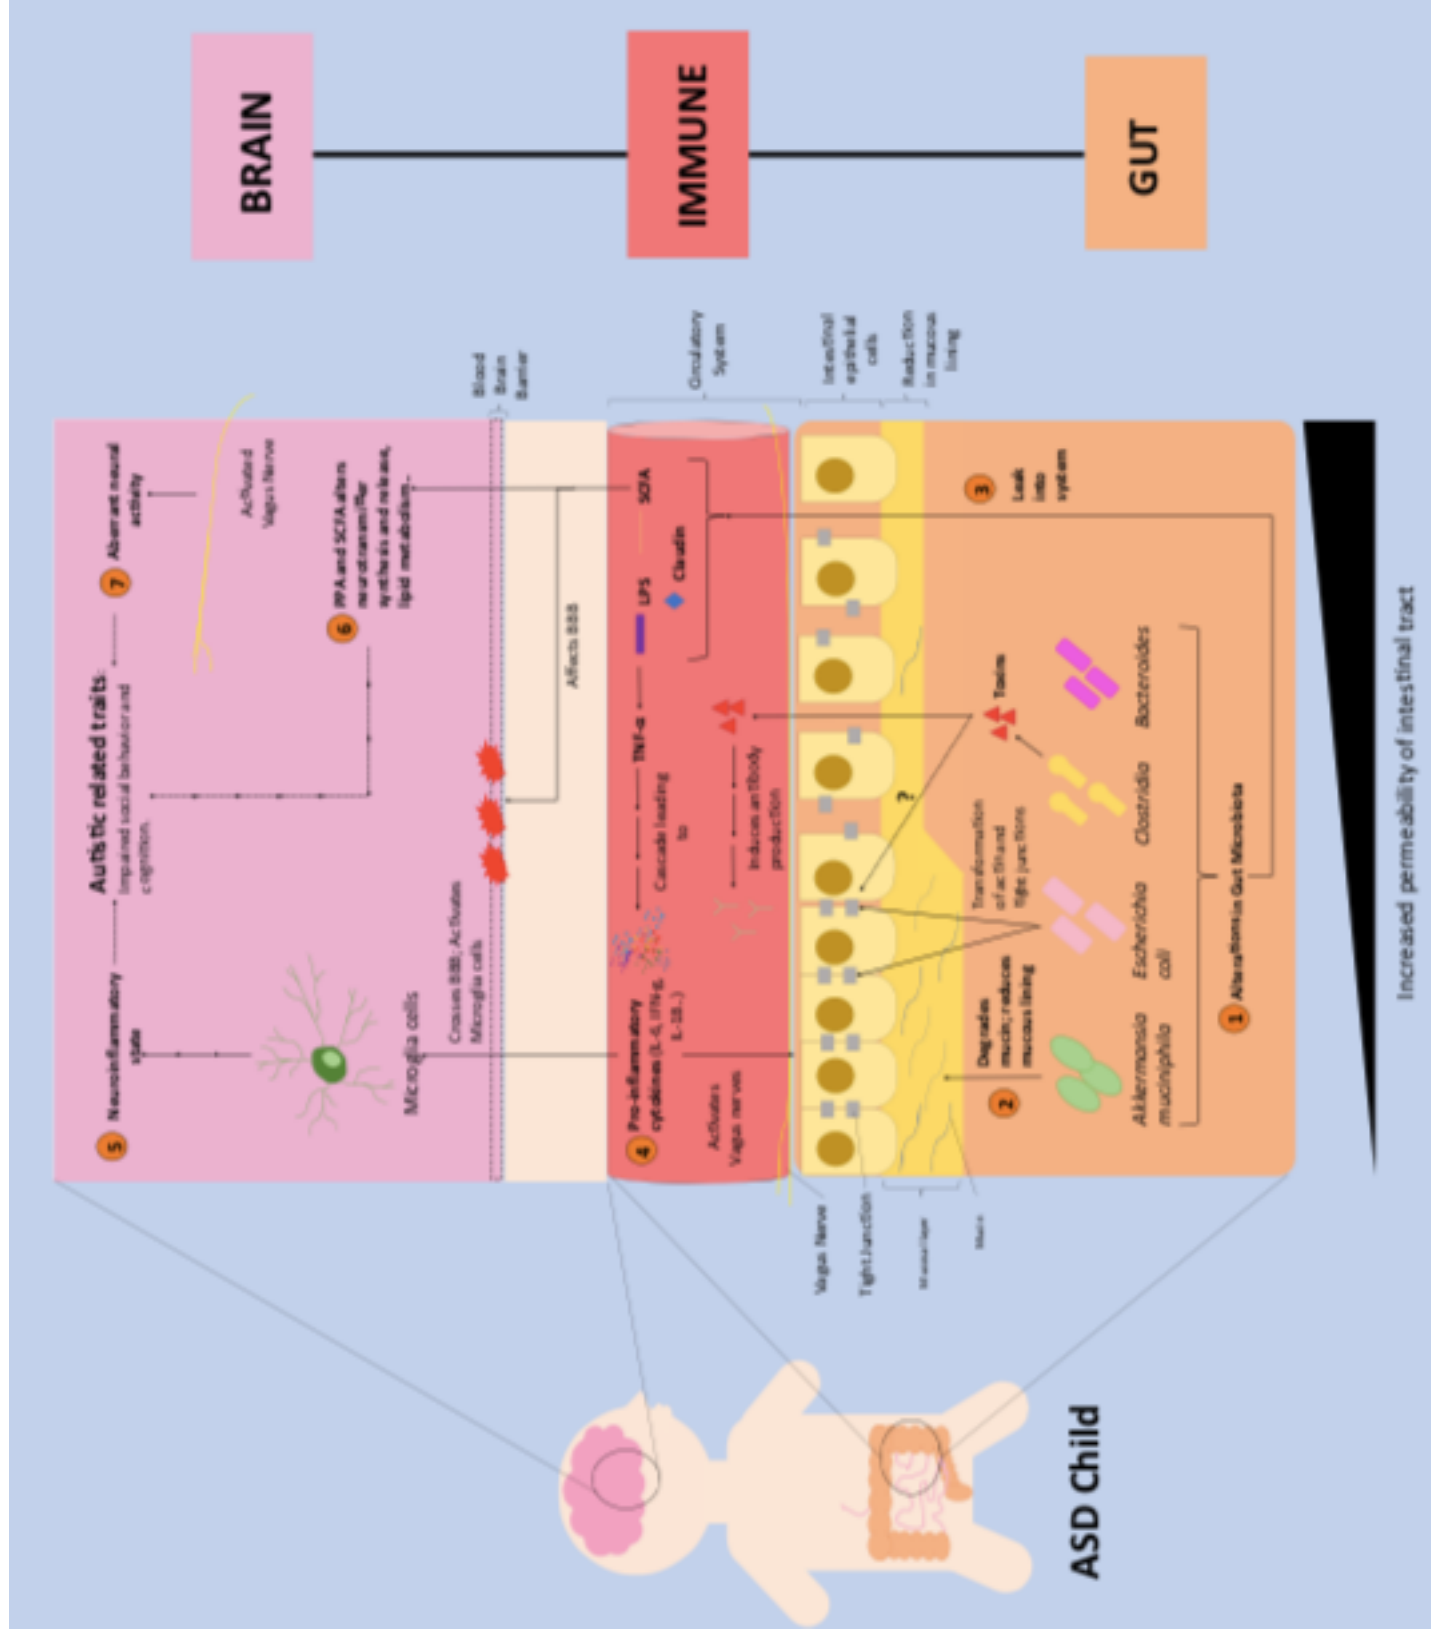 BRAIN
IMMUNE
GUT
5
Neuroinflammatory
state
Autistic related traits:
Impaired social behavior and
cognition.
7
Aberrant neural
activity
Activated
Vagus Nerve
6
PPA and SCFA alters
neurotransmitter
synthesis and release,
lipid metabolism..
Microglia cells
Crosses BBB; Activates
Microglia cells
Blood
Brain
Barrier
Affects BBB
4
Pro-inflammatory
cytokines (IL-6, IFN-g,
IL-1B..)
Cascade leading
to
TNF-α
LPS
SCFA
Claudin
Activates
Vagus nerves
Induces antibody
production
Circulatory
System
Vagus Nerve
Tight Junction
Mucin
Intestinal
epithelial
cells
Reduction
in mucous
lining
?
2
Degrades
mucin; reduces
mucous lining
Transformation
of actin and
tight junctions
Toxins
3
Leak
into
system
Akkermansia
muciniphila
Escherichia
coli
Clostridia
Bacteroides
1
Alterations in Gut Microbiota
Increased permeability of intestinal tract
ASD Child